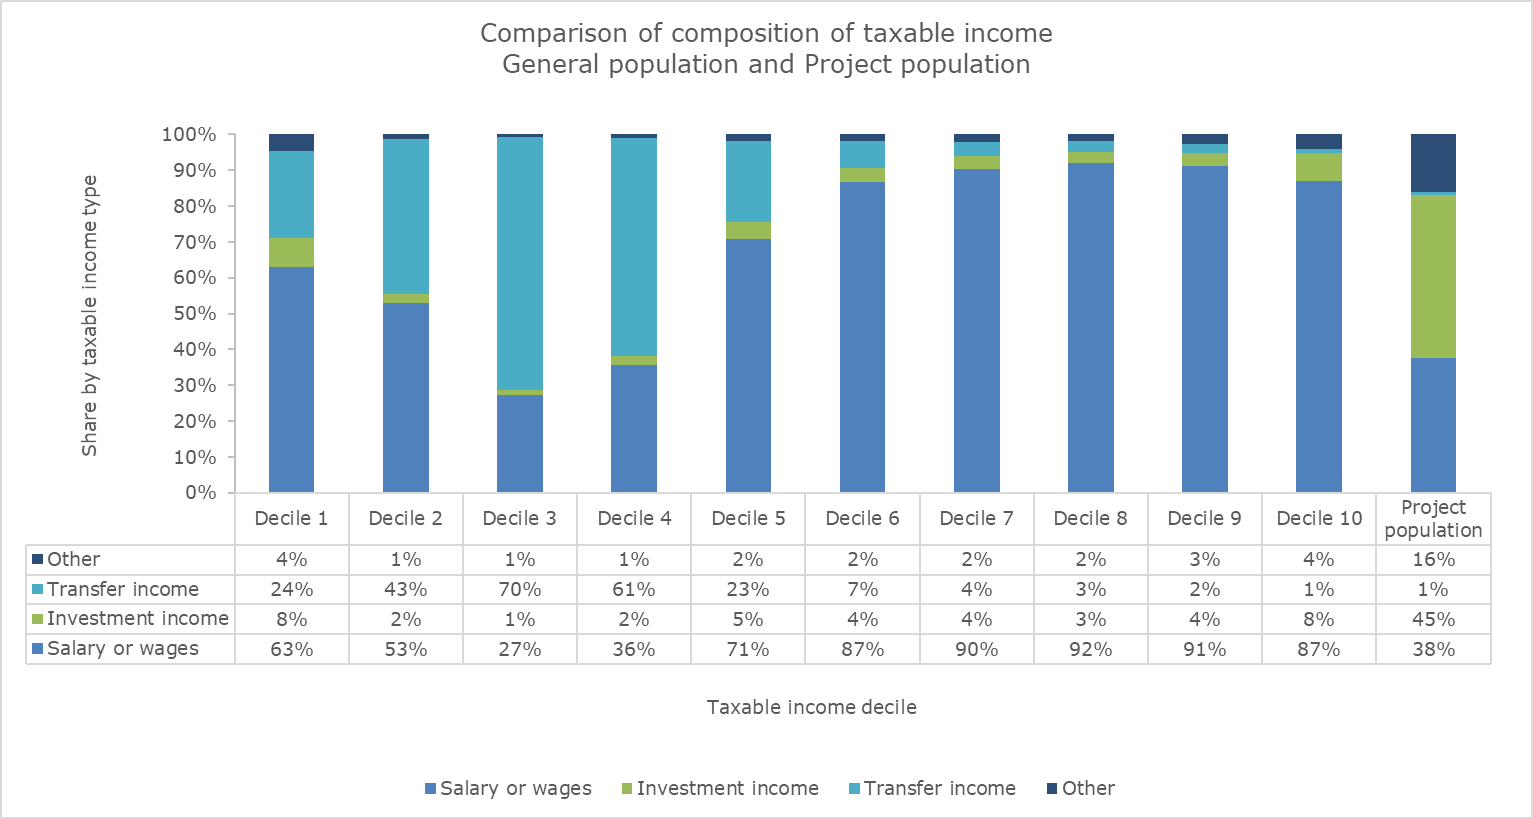 Comparison of composition of taxable income
General population and Project population
Share by taxable income type
100%
90%
80%
70%
60%
50%
40%
30%
20%
10%
0%
Decile 1 Decile 2 Decile 3 Decile 4 Decile 5 Decile 6 Decile 7 Decile 8 Decile 9 Decile 10 Project
population
Other 4% 1% 1% 1% 2% 2% 2% 2% 3% 4% 16%
Transfer income 24% 43% 70% 61% 23% 7% 4% 3% 2% 1% 1%
Investment income 8% 2% 1% 2% 5% 4% 4% 3% 4% 8% 45%
Salary or wages 63% 53% 27% 36% 71% 87% 90% 92% 91% 87% 38%
Taxable income decile
Salary or wages Investment income Transfer income Other